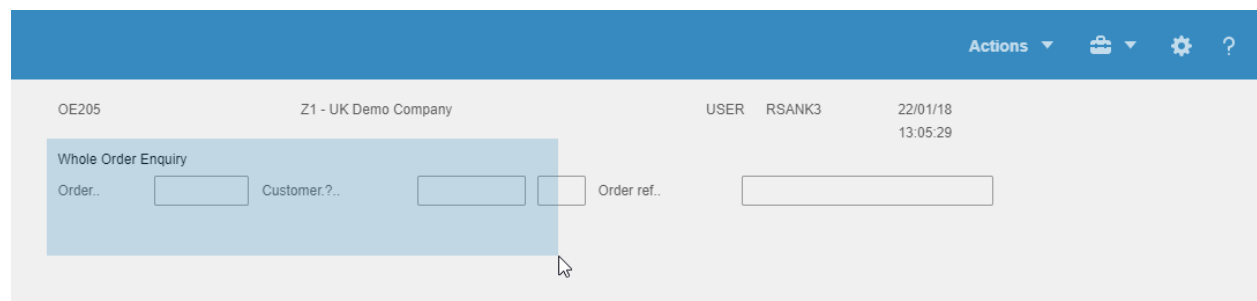 Actions ?
OE205 Z1 - UK Demo Company USER RSANK3 22/01/18
13:05:29
Whole Order Enquiry
Order.. Customer.?.. Order ref..